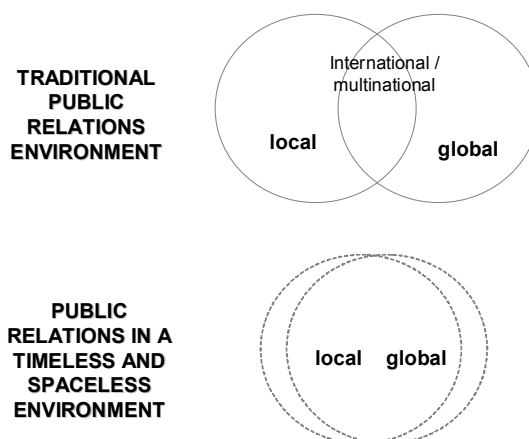 TRADITIONAL
PUBLIC
RELATIONS
ENVIRONMENT
International /
multinational
local
global
PUBLIC
RELATIONS IN A
TIMELESS AND
SPACELESS
ENVIRONMENT
local global